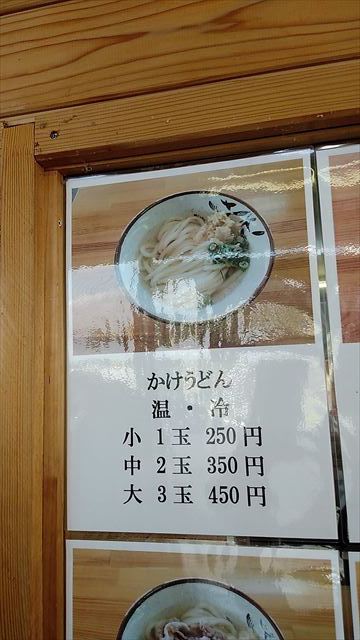 かけうどん
温・冷
小 1玉 250円
中 2玉 350円
大 3玉 450円